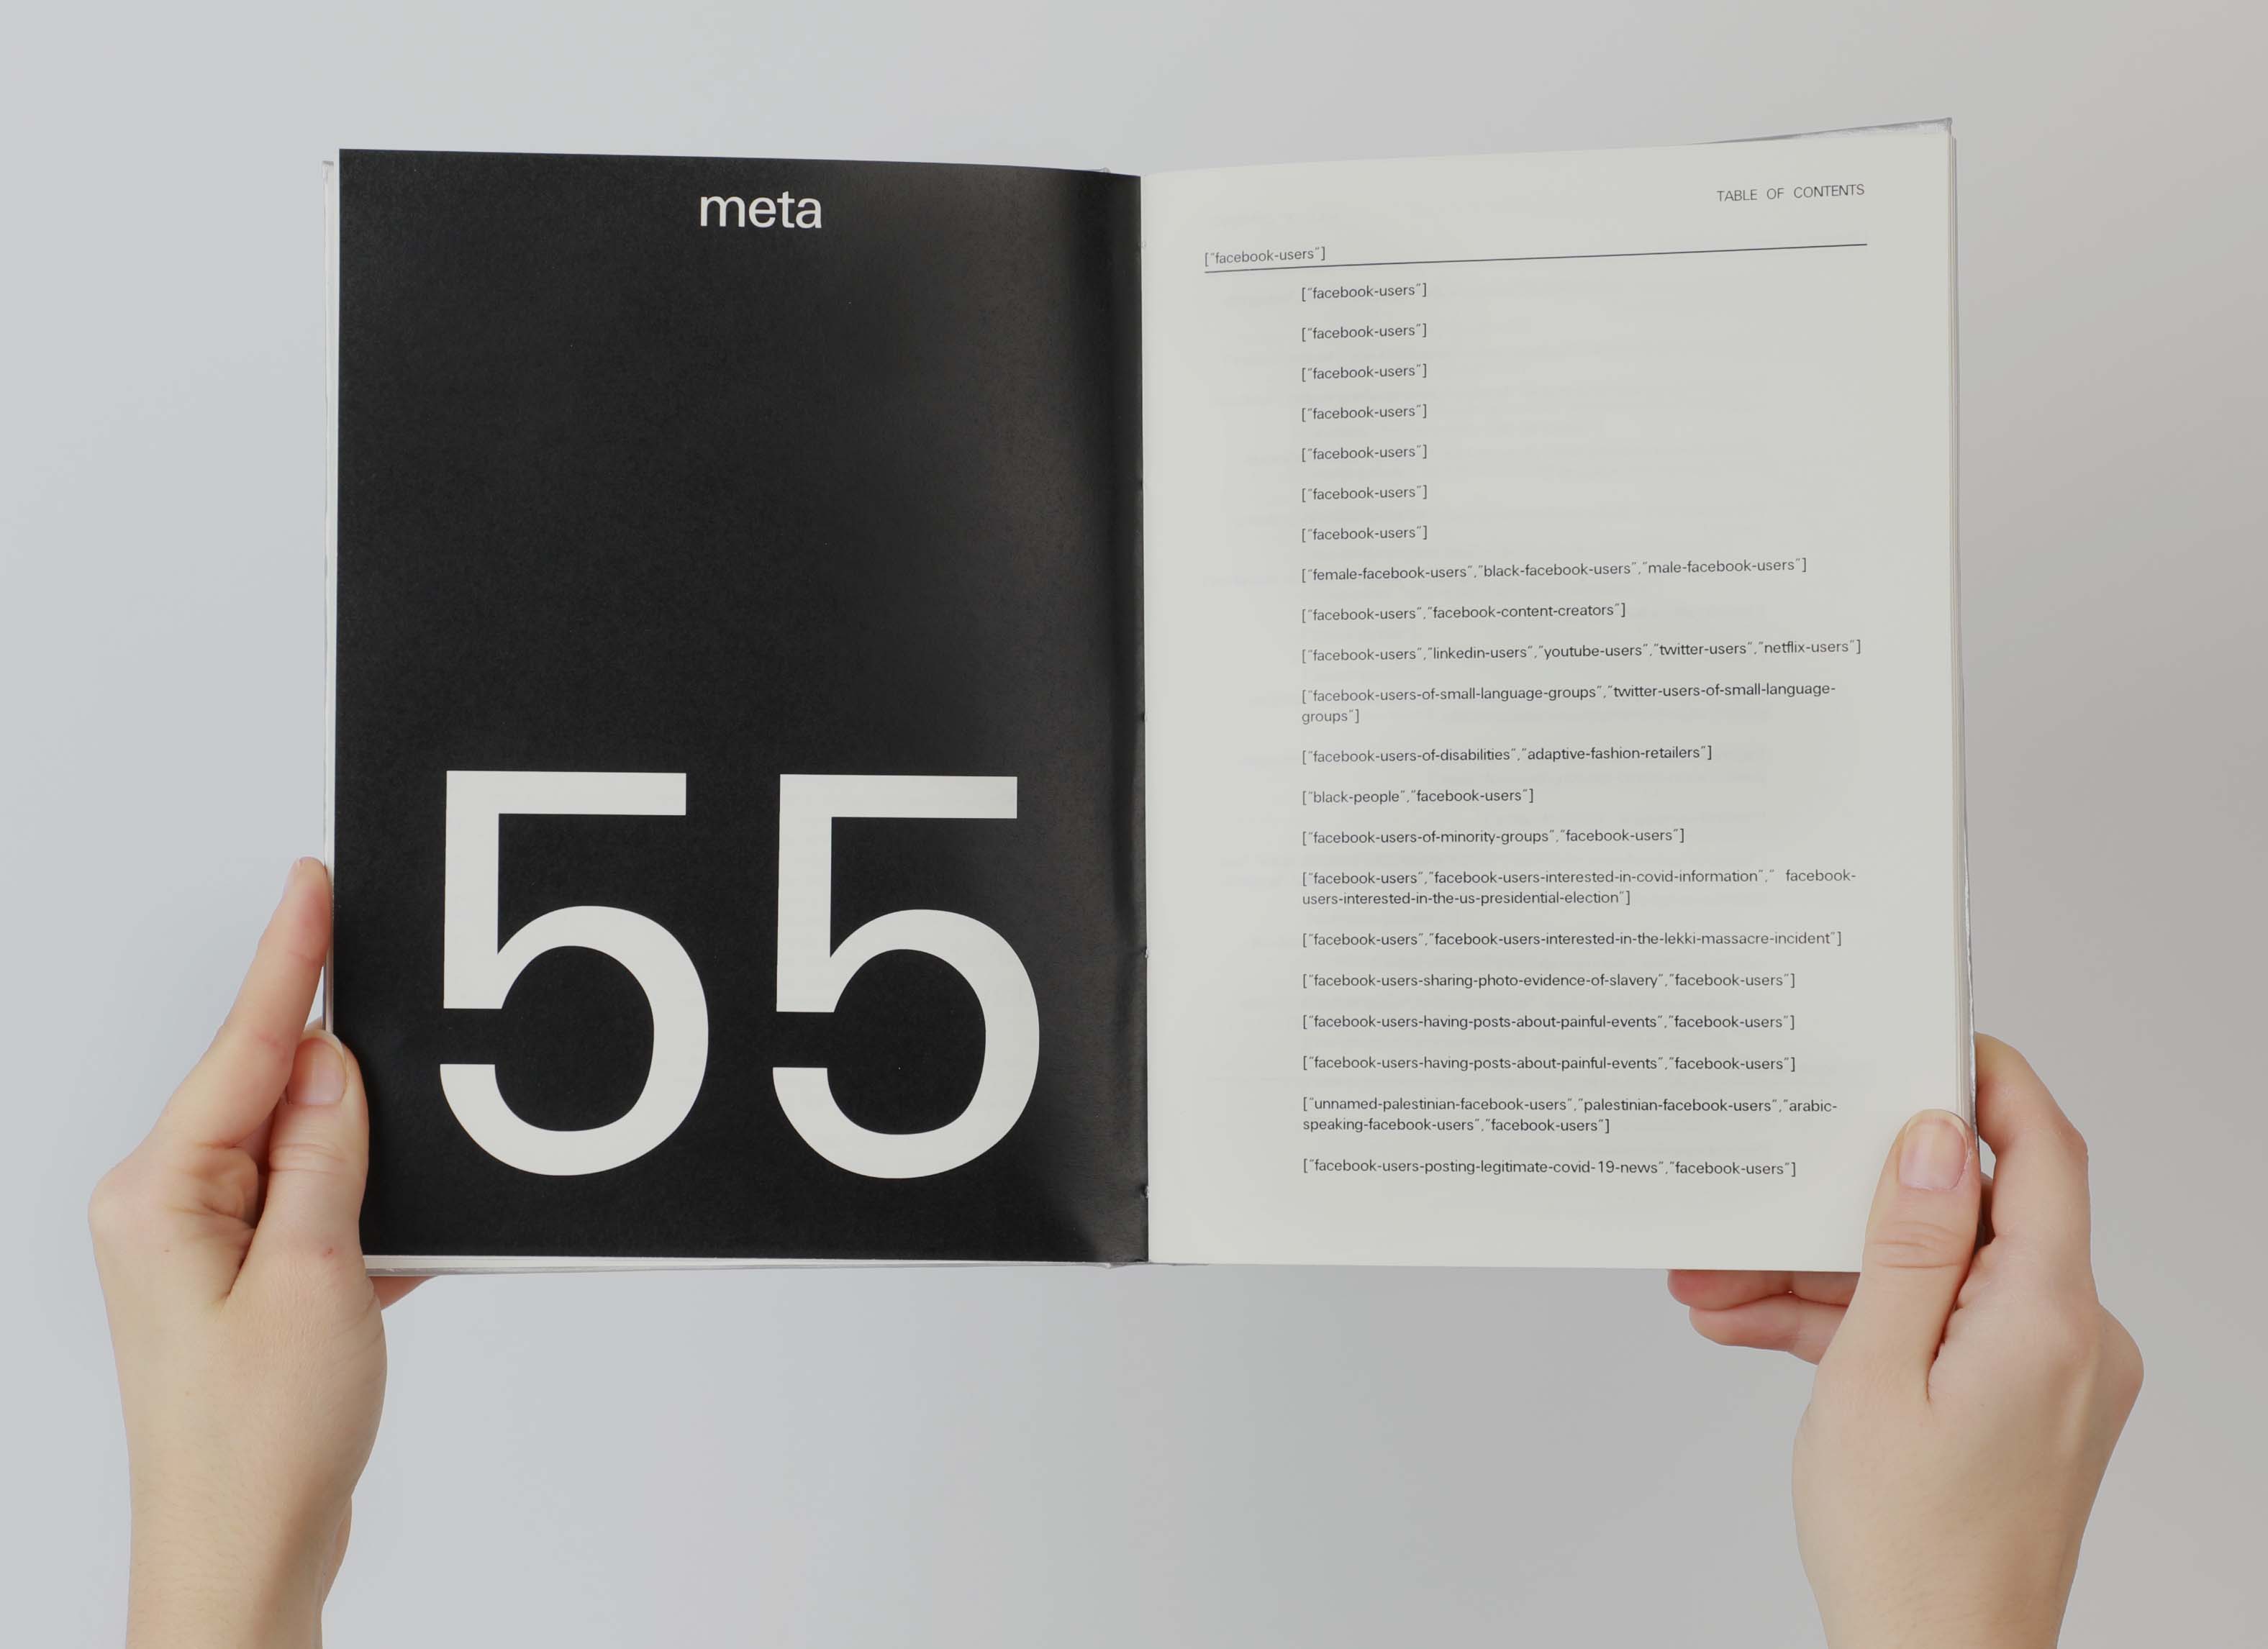 meta
55
TABLE OF CONTENTS
["facebook-users"]
["facebook-users"]
["facebook-users"]
["facebook-users"]
["facebook-users"]
["facebook-users"]
["facebook-users"]
["facebook-users"]
["female-facebook-users","black-facebook-users","male-facebook-users"]
["facebook-users","facebook-content-creators"]
["facebook-users","linkedin-users","youtube-users","twitter-users","netflix-users"]
["facebook-users-of-small-language-groups","twitter-users-of-small-language-
groups"]
["facebook-users-of-disabilities","adaptive-fashion-retailers"]
["black-people","facebook-users"]
["facebook-users-of-minority-groups","facebook-users"]
["facebook-users","facebook-users-interested-in-covid-information"," facebook-
users-interested-in-the-us-presidential-election"]
["facebook-users","facebook-users-interested-in-the-lekki-massacre-incident"]
["facebook-users-sharing-photo-evidence-of-slavery","facebook-users"]
["facebook-users-having-posts-about-painful-events","facebook-users"]
["facebook-users-having-posts-about-painful-events","facebook-users"]
["unnamed-palestinian-facebook-users","palestinian-facebook-users","arabic-
speaking-facebook-users","facebook-users"]
["facebook-users-posting-legitimate-covid-19-news","facebook-users"]